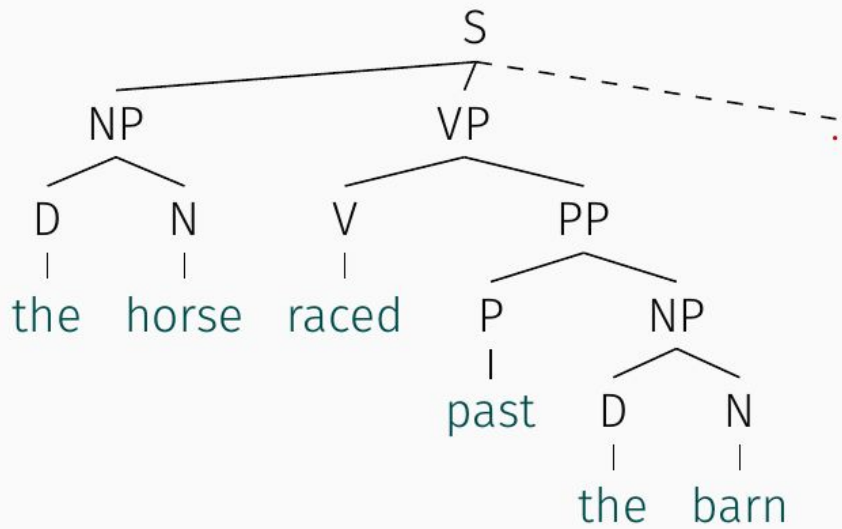 S
NP VP
D N V PP
the horse raced P NP
past D N
the barn